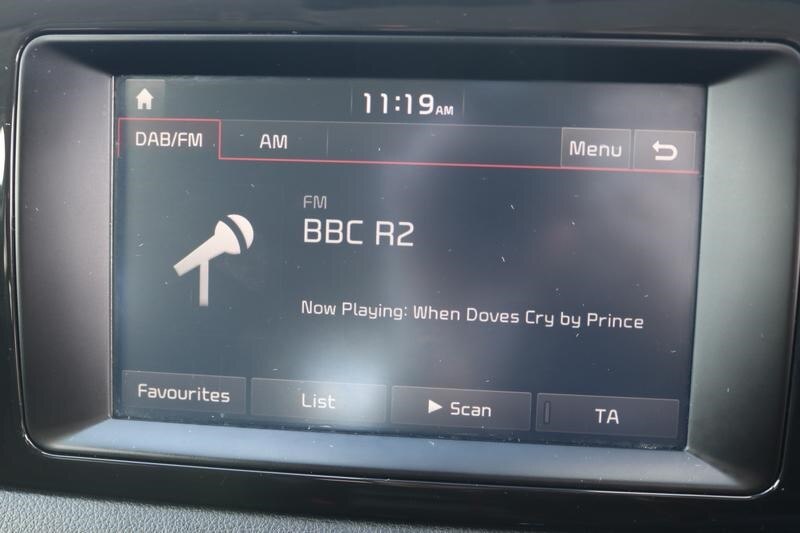 11:19AM
DAB/FM
AM
Menu
FM
BBC R2
Now Playing: When Doves Cry by Prince
Favourites
List
Scan
TA